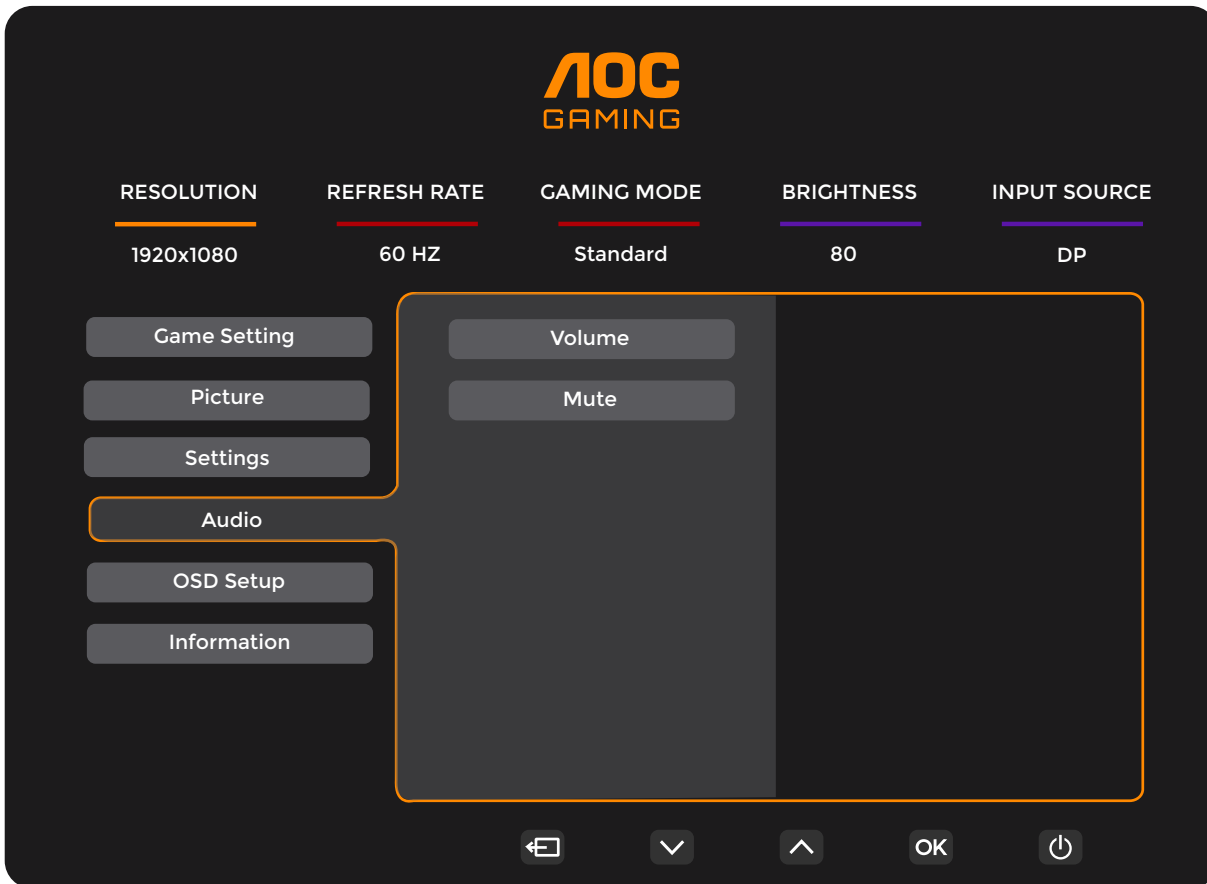 AOC
GAMING
RESOLUTION REFRESH RATE GAMING MODE BRIGHTNESS INPUT SOURCE
1920x1080 60 HZ Standard 80 DP
Game Setting Volume
Picture Mute
Settings
Audio
OSD Setup
Information
OK